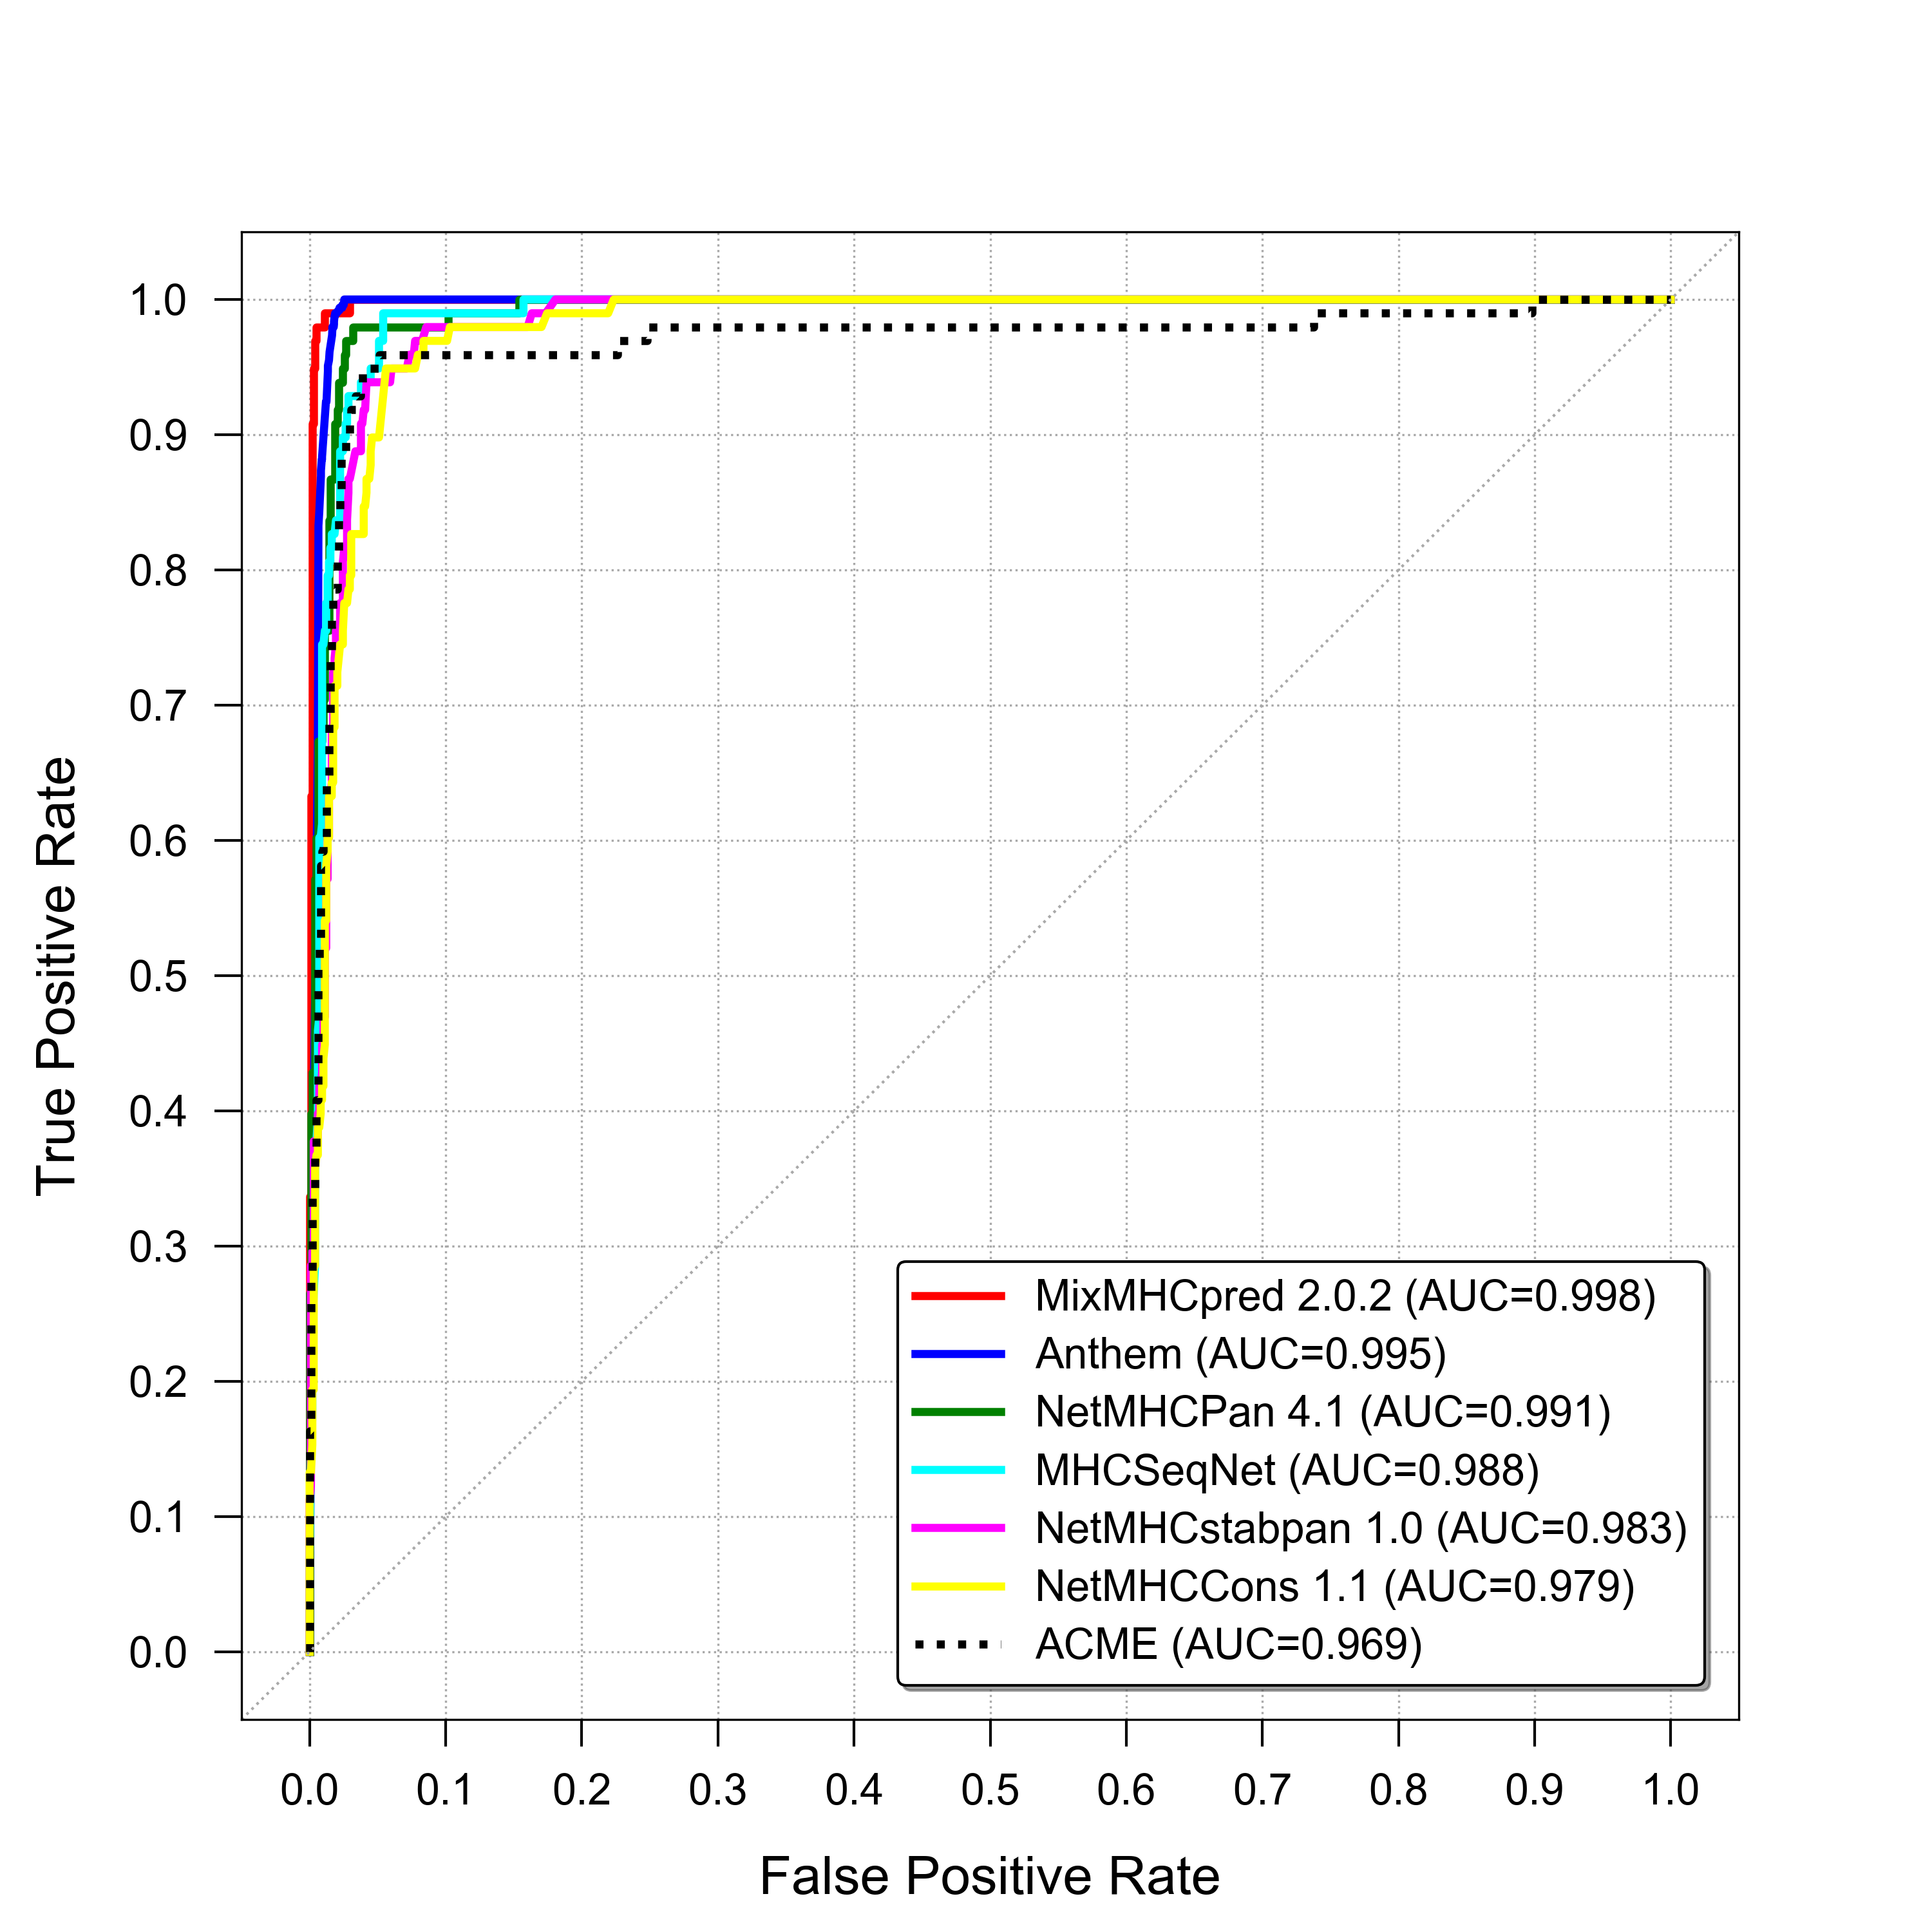 1.0
0.9
0.8
0.7
0.6
0.5
0.4
0.3
0.2
0.1
0.0
True Positive Rate
MixMHCpred 2.0.2 (AUC=0.998)
Anthem (AUC=0.995)
NetMHCPan 4.1 (AUC=0.991)
MHCSeqNet (AUC=0.988)
NetMHCstabpan 1.0 (AUC=0.983)
NetMHCCons 1.1 (AUC=0.979)
ACME (AUC=0.969)
0.0 0.1 0.2 0.3 0.4 0.5 0.6 0.7 0.8 0.9 1.0
False Positive Rate